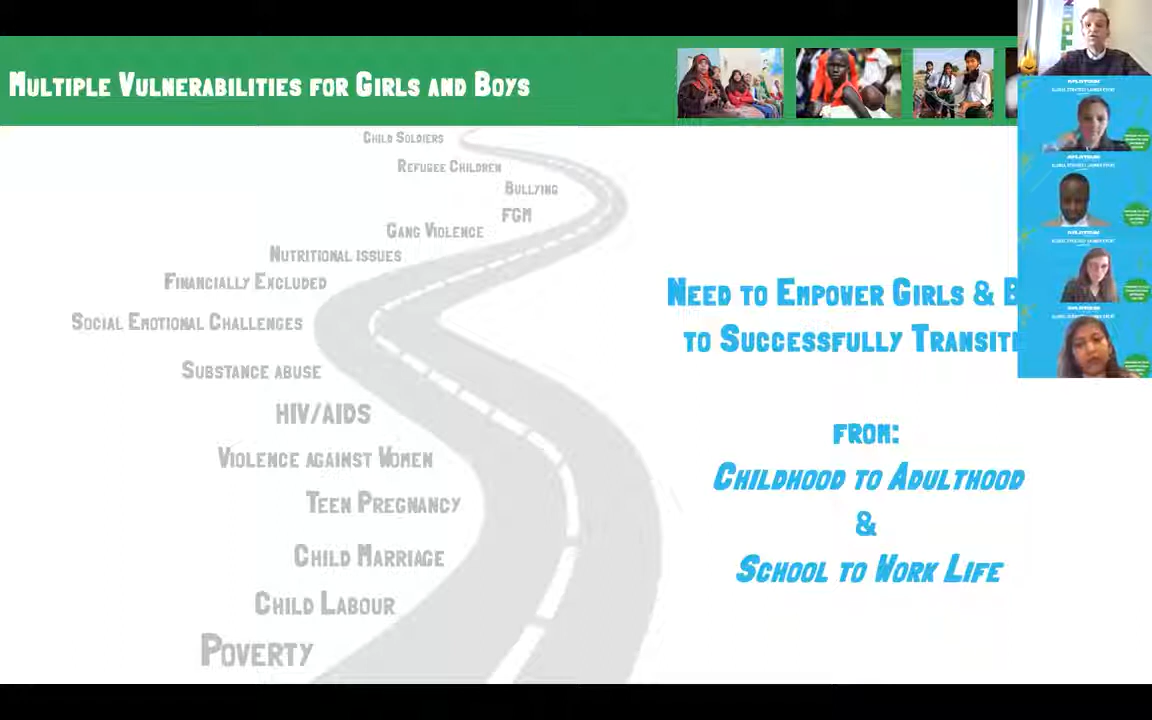 Multiple Vulnerabilities for Girls and Boys
Child Soldiers
Refugee Children
Bullying
FGM
Gang Violence
Nutritional issues
Financially Excluded
Social Emotional Challenges
Substance abuse
HIV/AIDS
Violence against Women
Teen Pregnancy
Child Marriage
Child Labour
Poverty
Need to Empower Girls &
to Successfully
from:
Childhood to Adulthood
&
School to Work Life